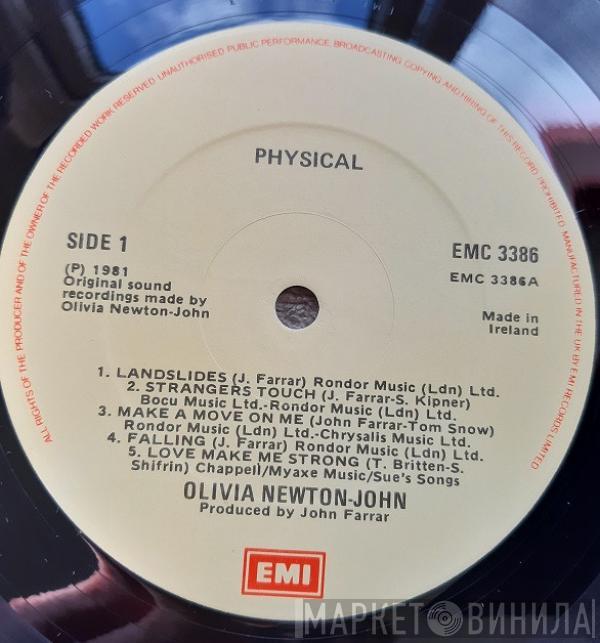 ALL RIGHTS OF THE PRODUCER AND OF THE OWNER OF THE RECORDED WORK RESERVED UNAUTHORISED PUBLIC PERFORMANCE BROADCASTING COPYING AND HIRING OF THIS RECORD PROHIBITED MANUFACTURED IN THE UK BY EMI RECORDS LIMITED
PHYSICAL
SIDE 1
EMC 3386
(P) 1981
Original sound
recordings made by
Olivia Newton-John
EMC 3386A
Made in
Ireland
1. LANDSLIDES (J. Farrar) Rondor Music (Ldn) Ltd.
2. STRANGERS TOUCH (J. Farrar-S. Kipner)
Bocu Music Ltd.-Rondor Music (Ldn) Ltd.
3. MAKE A MOVE ON ME (John Farrar-Tom Snow)
Rondor Music (Ldn) Ltd.-Chrysalis Music Ltd.
4. FALLING (J. Farrar) Rondor Music (Ldn) Ltd.
5. LOVE MAKE ME STRONG (T. Britten-S.
Shifrin) Chappell/Myaxe Music/Sue's Songs
OLIVIA NEWTON-JOHN
Produced by John Farrar
EMI
МАРКЕТ ВИНИЛА